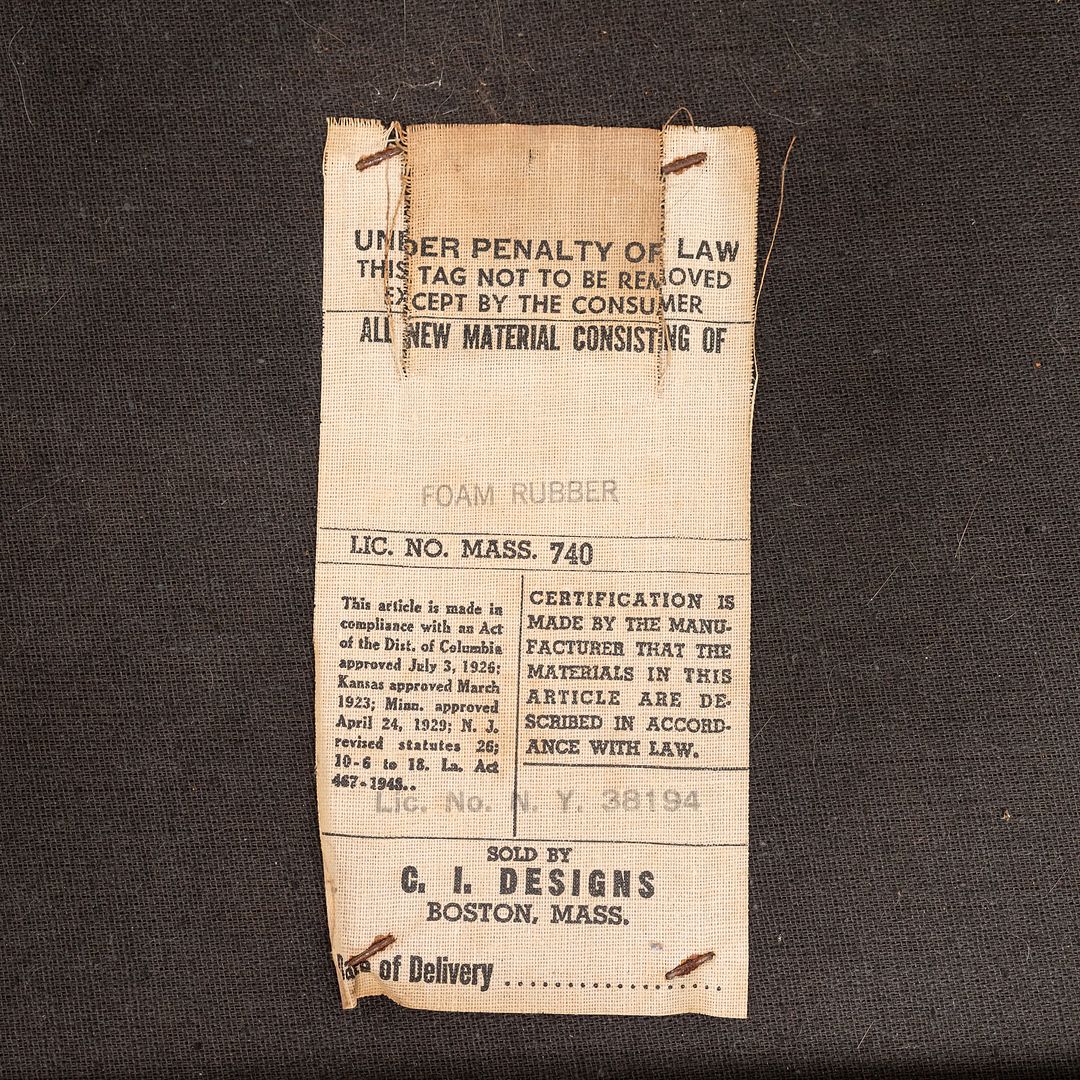 UNDER PENALTY OF LAW
THIS TAG NOT TO BE REMOVED
EXCEPT BY THE CONSUMER
ALL NEW MATERIAL CONSISTING OF
FOAM RUBBER
LIC. NO. MASS. 740
This article is made in
compliance with an Act
of the Dist. of Columbia
approved July 3, 1926;
Kansas approved March
1923; Minn. approved
April 24, 1929; N. J.
revised statutes 26;
10-6 to 18. La. Act
467-1948..
CERTIFICATION IS
MADE BY THE MANU-
FACTURER THAT THE
MATERIALS IN THIS
ARTICLE ARE DE-
SCRIBED IN ACCORD-
ANCE WITH LAW.
Lic. No. N. Y. 38194
SOLD BY
C. I. DESIGNS
BOSTON, MASS.
Date of Delivery ........................